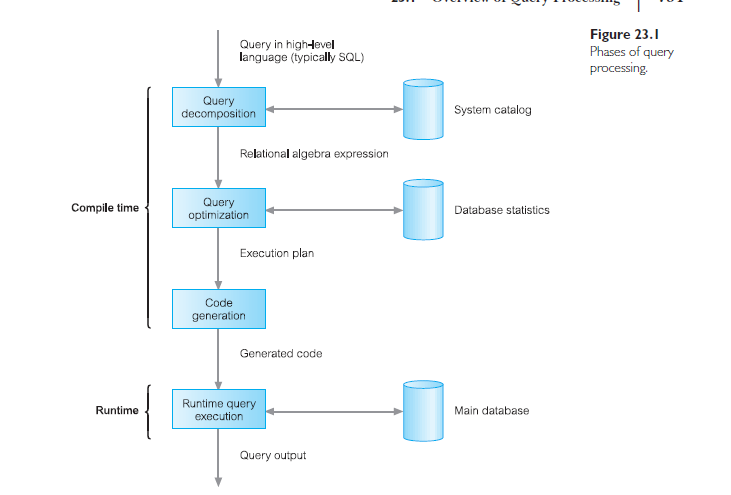 23.1 Overview of Query Processing
Figure 23.1
Phases of query
processing.
Query in high-level
language (typically SQL)
Query
decomposition
System catalog
Relational algebra expression
Compile time
Query
optimization
Database statistics
Execution plan
Code
generation
Generated code
Runtime
Runtime query
execution
Main database
Query output